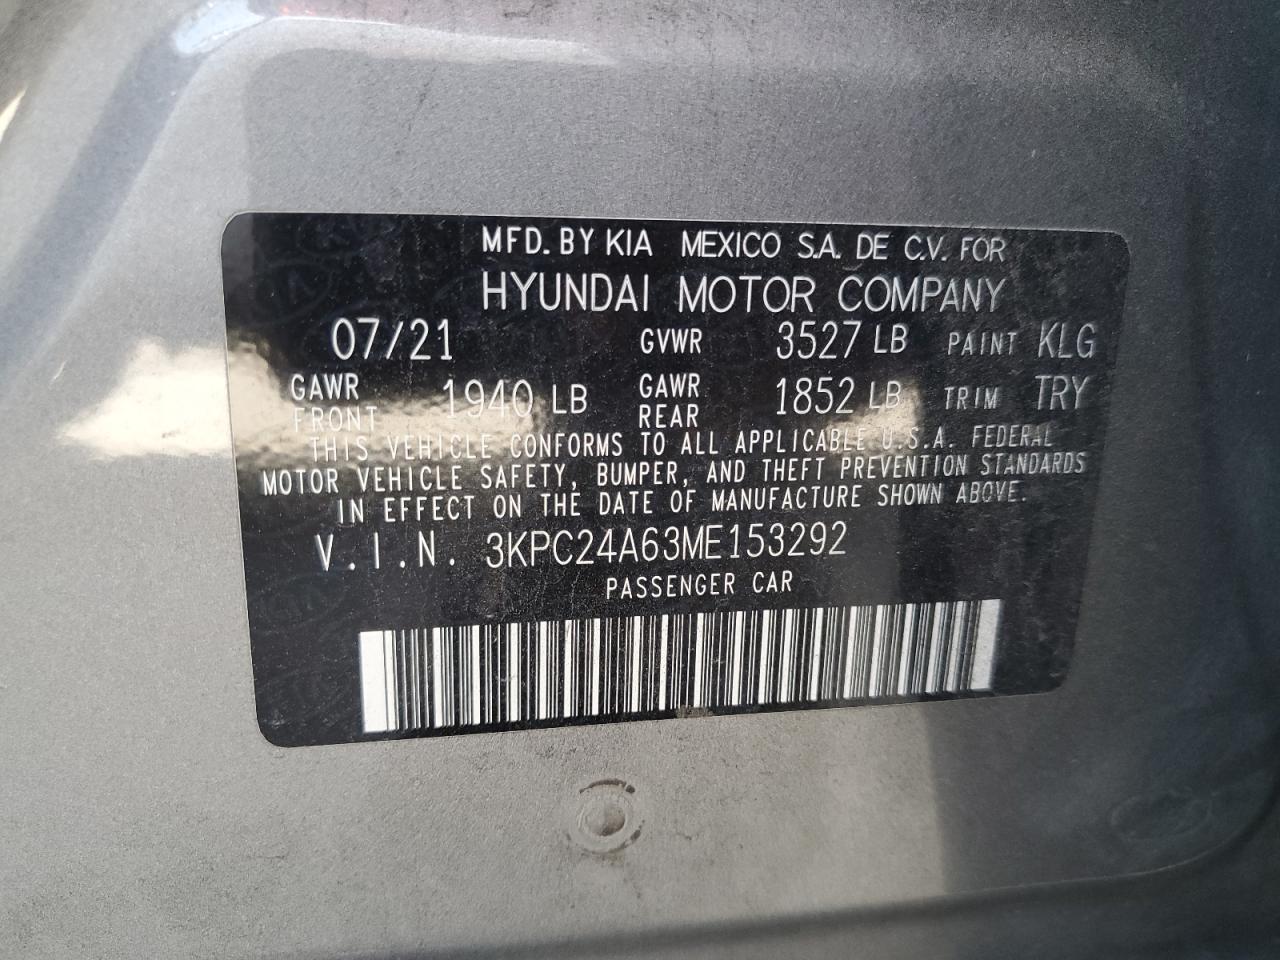 MFD. BY KIA MEXICO S.A. DE C.V. FOR
HYUNDAI MOTOR COMPANY
07/21 GVWR 3527 LB PAINT KLG
GAWR FRONT 1940 LB GAWR REAR 1852 LB TRIM TRY
THIS VEHICLE CONFORMS TO ALL APPLICABLE U.S.A. FEDERAL
MOTOR VEHICLE SAFETY, BUMPER, AND THEFT PREVENTION STANDARDS
IN EFFECT ON THE DATE OF MANUFACTURE SHOWN ABOVE.
V.I.N. 3KPC24A63ME153292
PASSENGER CAR